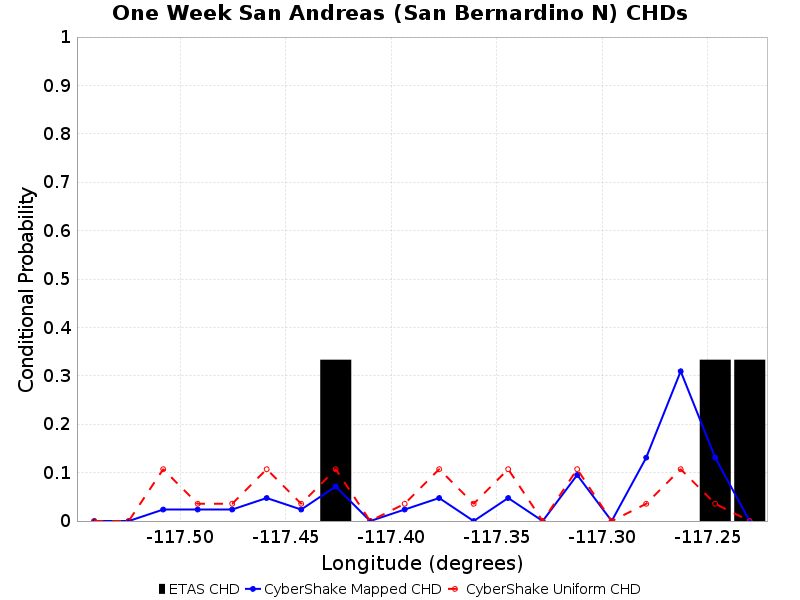 One Week San Andreas (San Bernardino N) CHDs
Conditional Probability
1
0.9
0.8
0.7
0.6
0.5
0.4
0.3
0.2
0.1
0
-117.50 -117.45 -117.40 -117.35 -117.30 -117.25
Longitude (degrees)
ETAS CHD CyberShake Mapped CHD CyberShake Uniform CHD